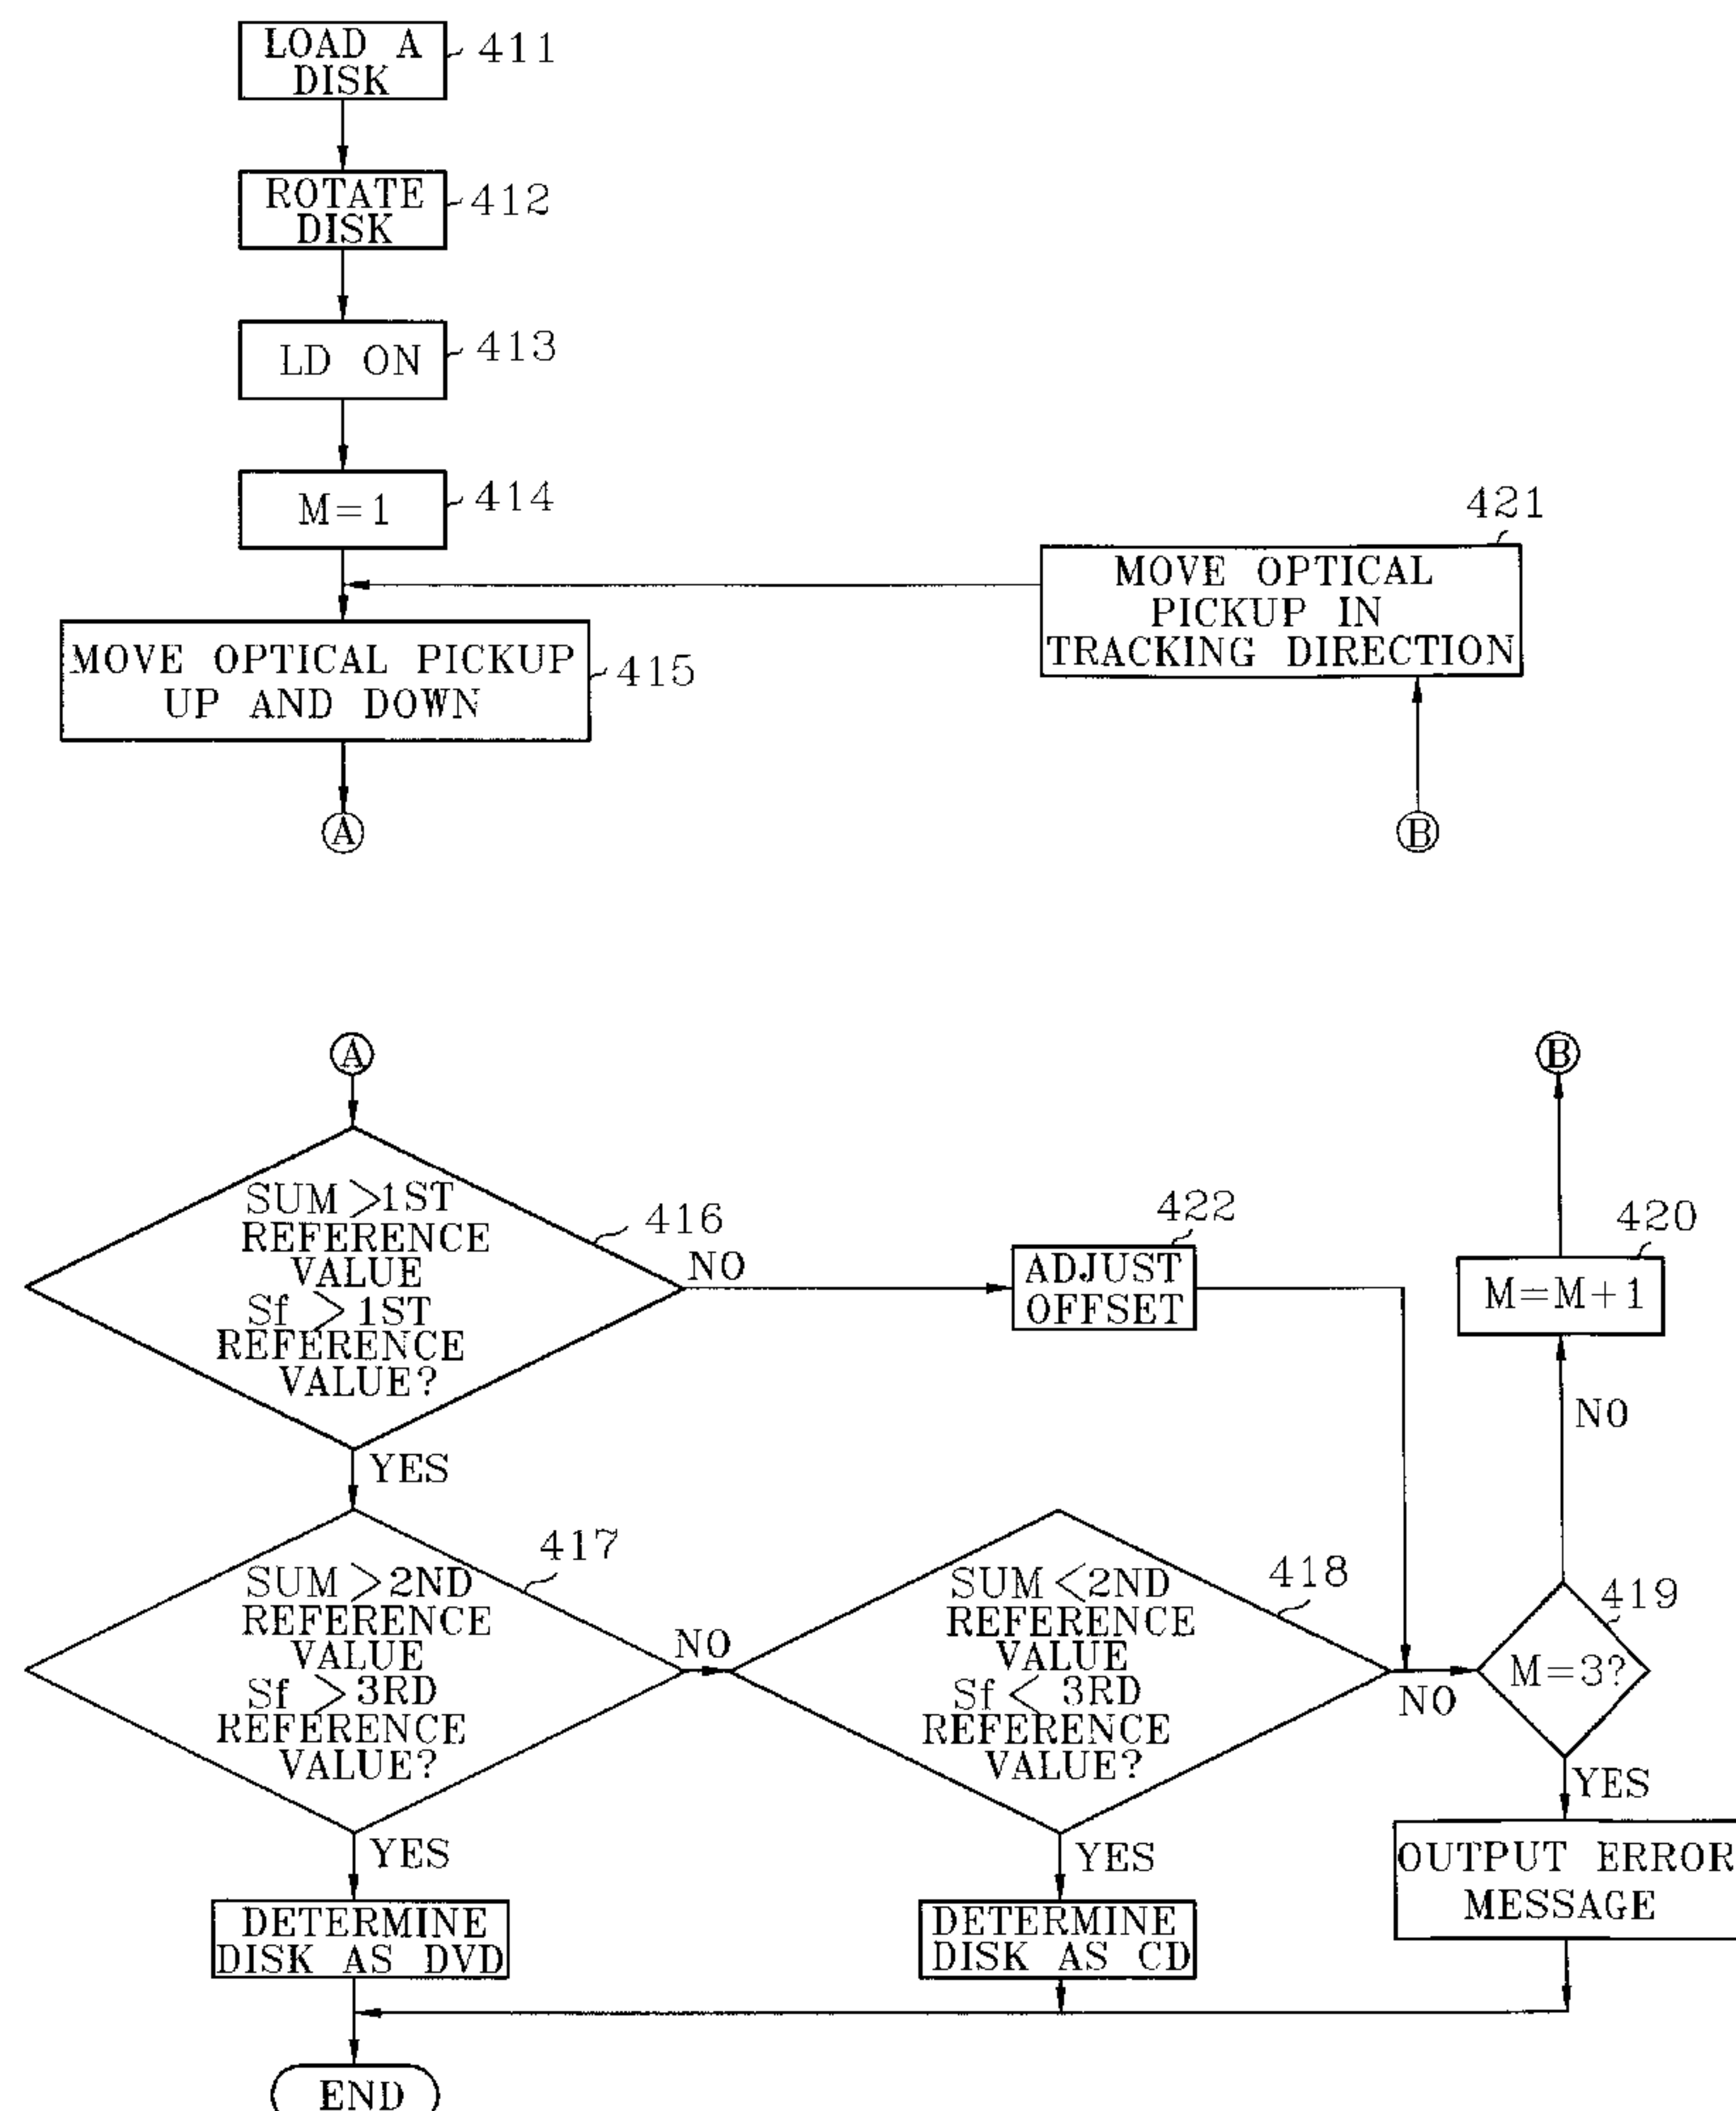 LOAD A
DISK
411
ROTATE
DISK
412
LD ON
413
M=1
414
421
MOVE OPTICAL
PICKUP IN
TRACKING DIRECTION
MOVE OPTICAL PICKUP
UP AND DOWN
415
A
B
A
B
SUM >1ST
REFERENCE
VALUE
Sf >1ST
REFERENCE
VALUE?
416
NO
422
ADJUST
OFFSET
420
M=M+1
NO
YES
SUM >2ND
REFERENCE
VALUE
Sf >3RD
REFERENCE
VALUE?
417
NO
SUM <2ND
REFERENCE
VALUE
Sf < 3RD
REFERENCE
VALUE?
418
NO
419
M=3?
YES
YES
YES
DETERMINE
DISK AS DVD
DETERMINE
DISK AS CD
OUTPUT ERROR
MESSAGE
END